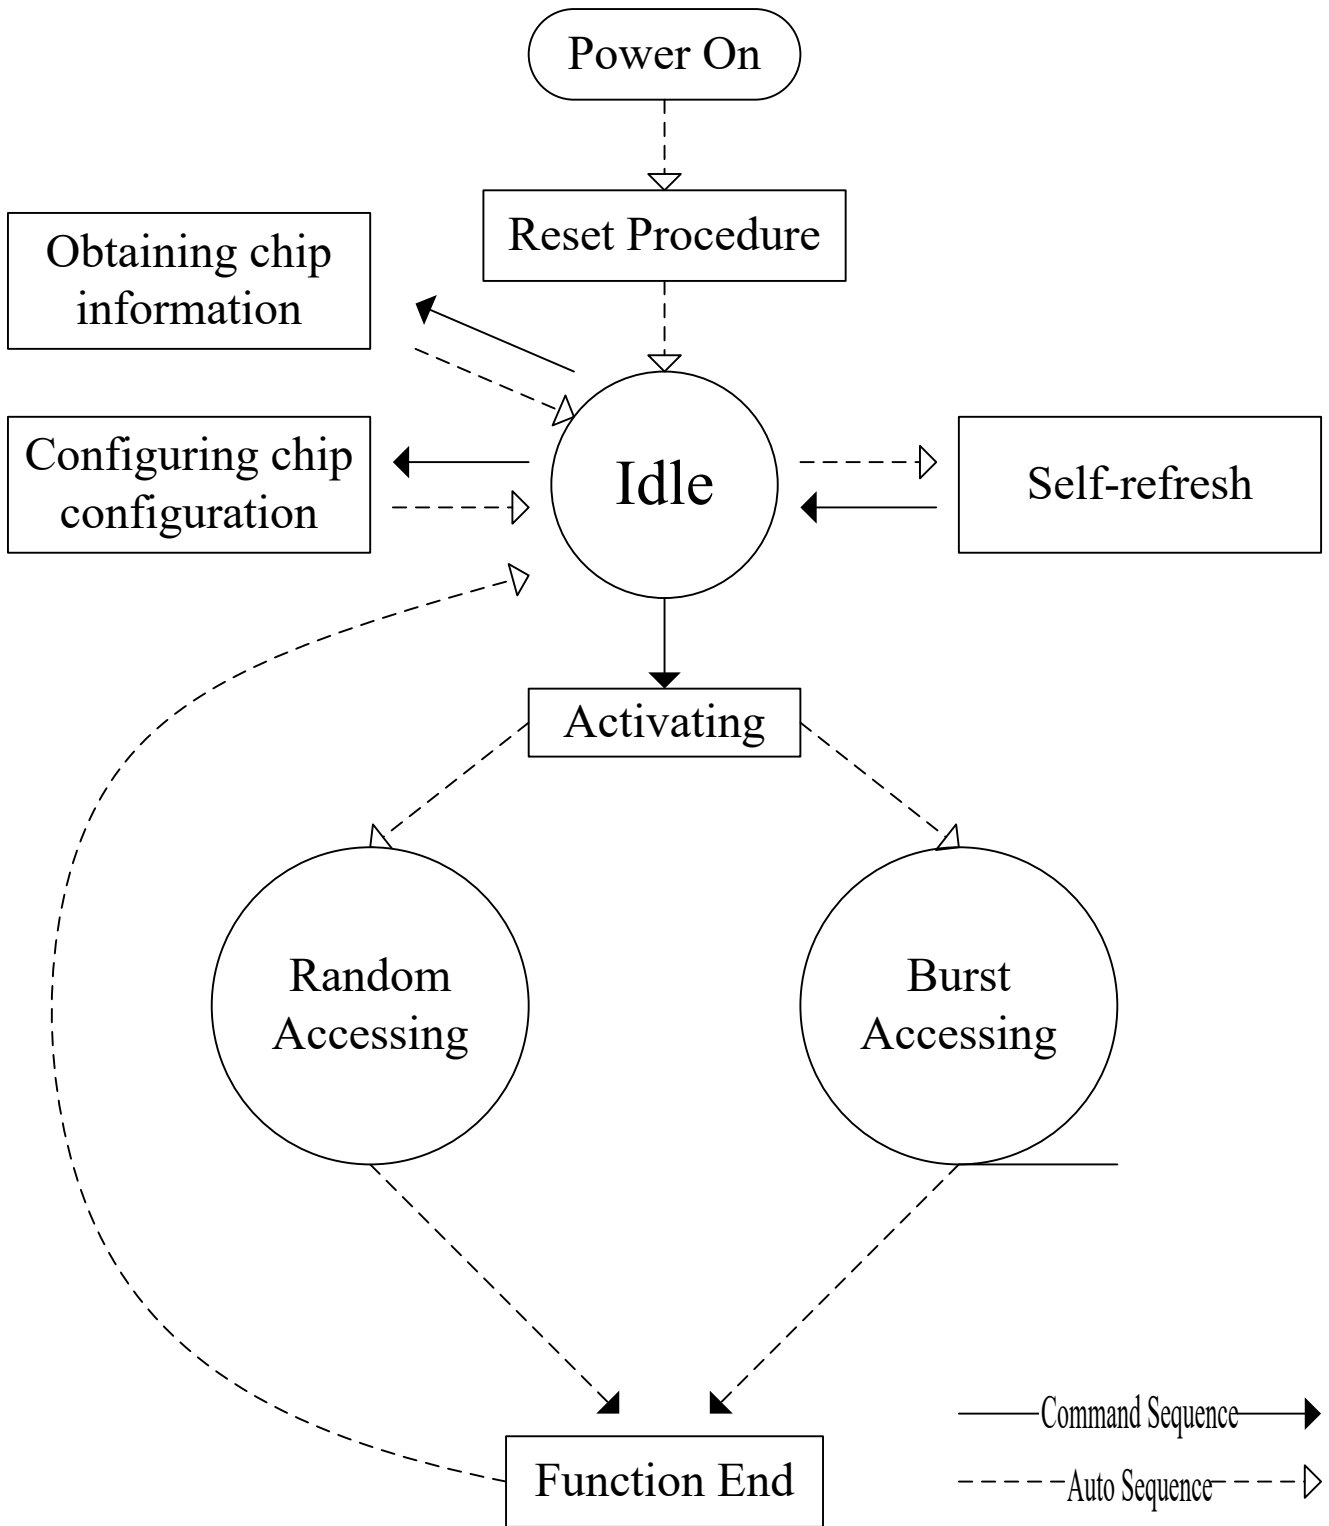 Power On
Reset Procedure
Obtaining chip
information
Configuring chip
configuration
Idle
Self-refresh
Activating
Random
Accessing
Burst
Accessing
Command Sequence
Auto Sequence
Function End